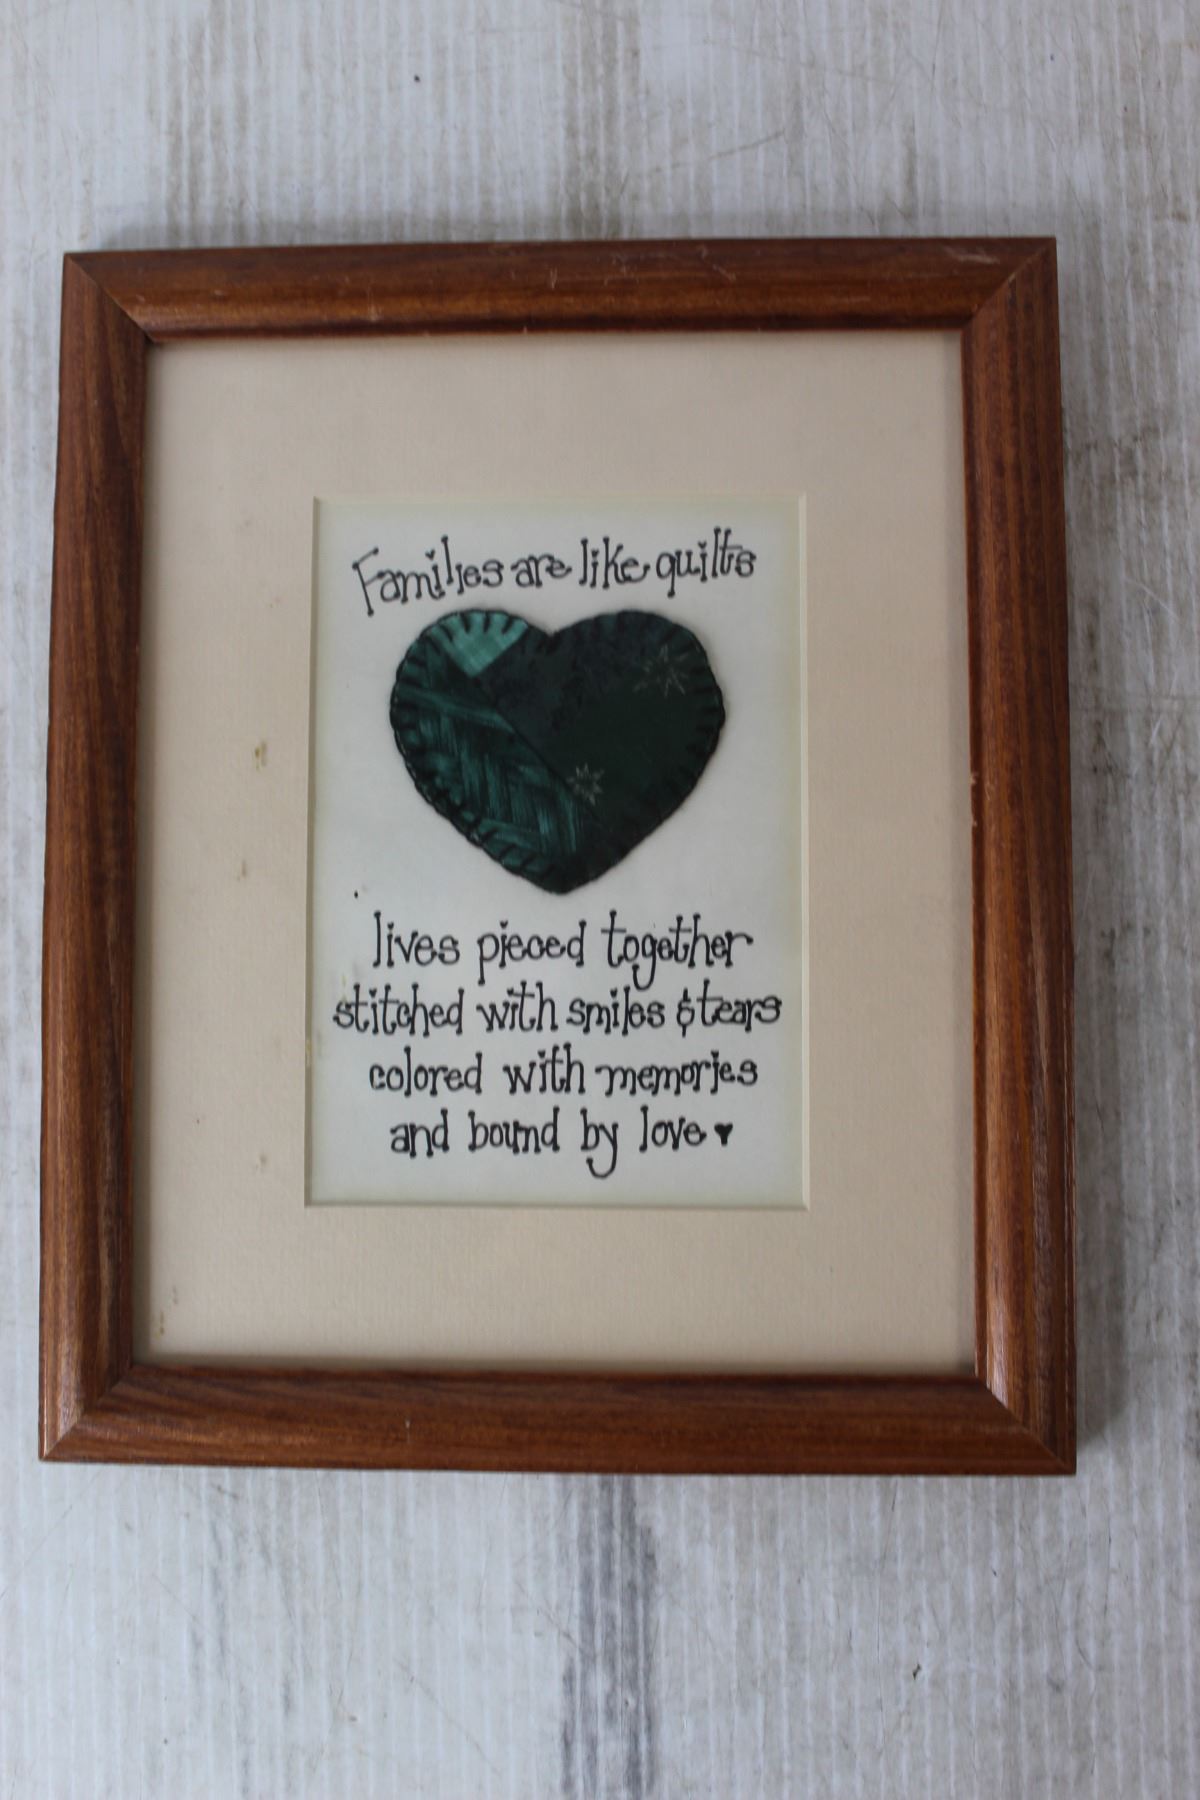 Families are like quilts
lives pieced together
stitched with smiles & tears
colored with memories
and bound by love ♥